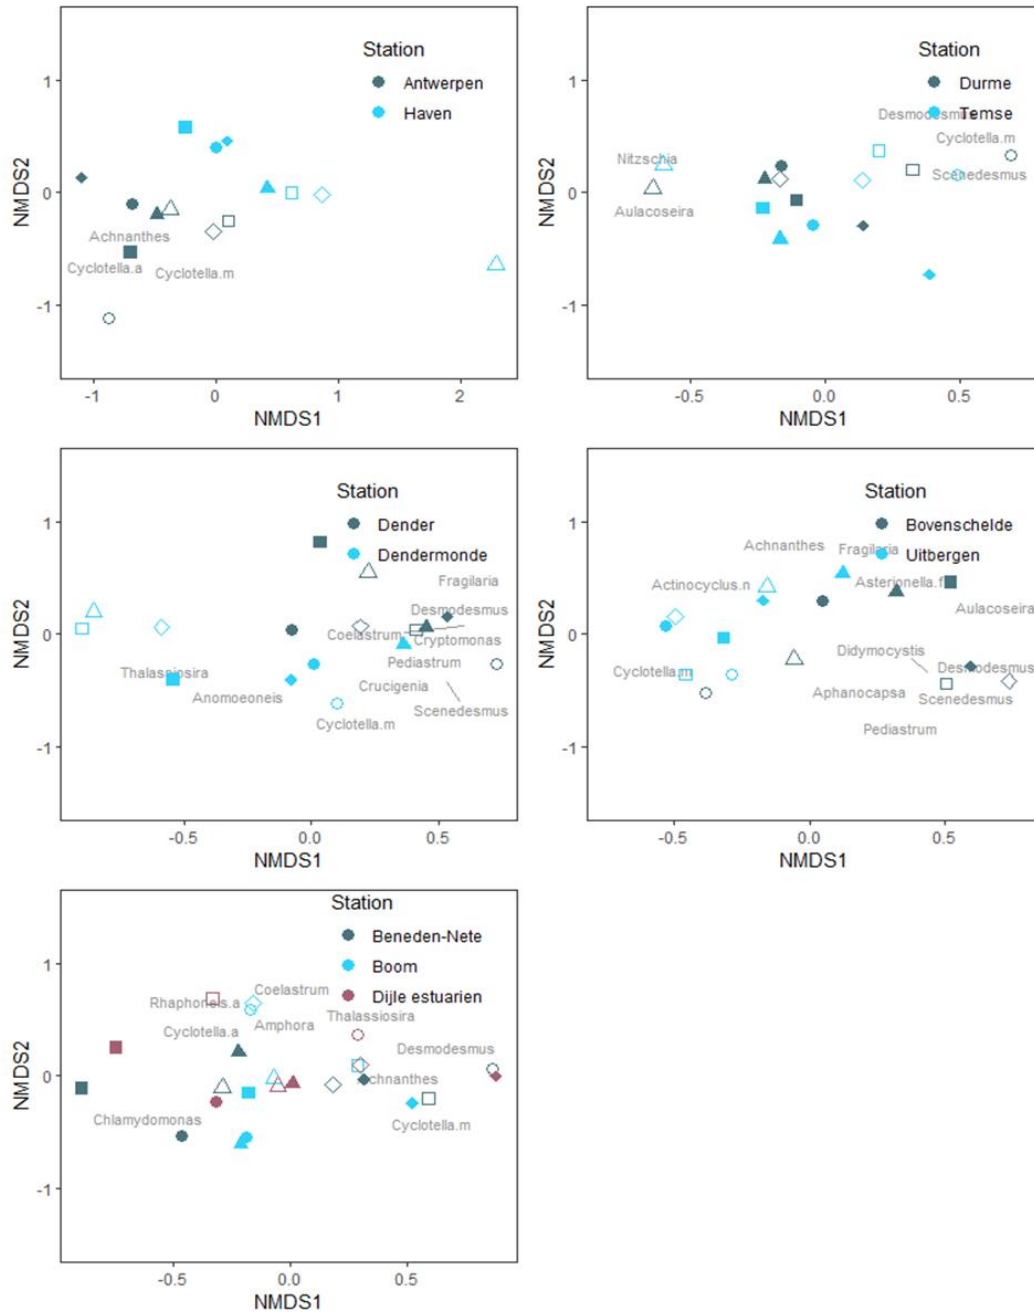 Station
Antwerpen
Haven
1
0
-1
NMDS2
Achnanthes
Cyclotella.a
Cyclotella.m
-1
0
1
2
NMDS1
Station
Durme
Temse
1
0
-1
NMDS2
Desmodesmus
Cyclotella.m
Nitzschia
Scenedesmus
Aulacoseira
-0.5
0.0
0.5
NMDS1
Station
Dender
Dendermonde
1
0
-1
NMDS2
Fragilaria
Desmodesmus
Coelastrum
Cryptomonas
Pediastrum
Thalassiosira
Crucigenia
Anomoeoneis
Scenedesmus
Cyclotella.m
-0.5
0.0
0.5
NMDS1
Station
Bovenschelde
Uitbergen
1
0
-1
NMDS2
Achnanthes
Fragilaria
Actinocyclus.n
Asterionella.f
Aulacoseira
Didymocystis
Cyclotella.m
Desmodesmus
Aphanocapsa
Scenedesmus
Pediastrum
-0.5
0.0
0.5
NMDS1
Station
Beneden-Nete
Boom
Dijle estuarien
1
0
-1
NMDS2
Coelastrum
Rhaphoneis.a
Thalassiosira
Cyclotella.a
Amphora
Desmodesmus
Achnanthes
Chlamydomonas
Cyclotella.m
-0.5
0.0
0.5
NMDS1